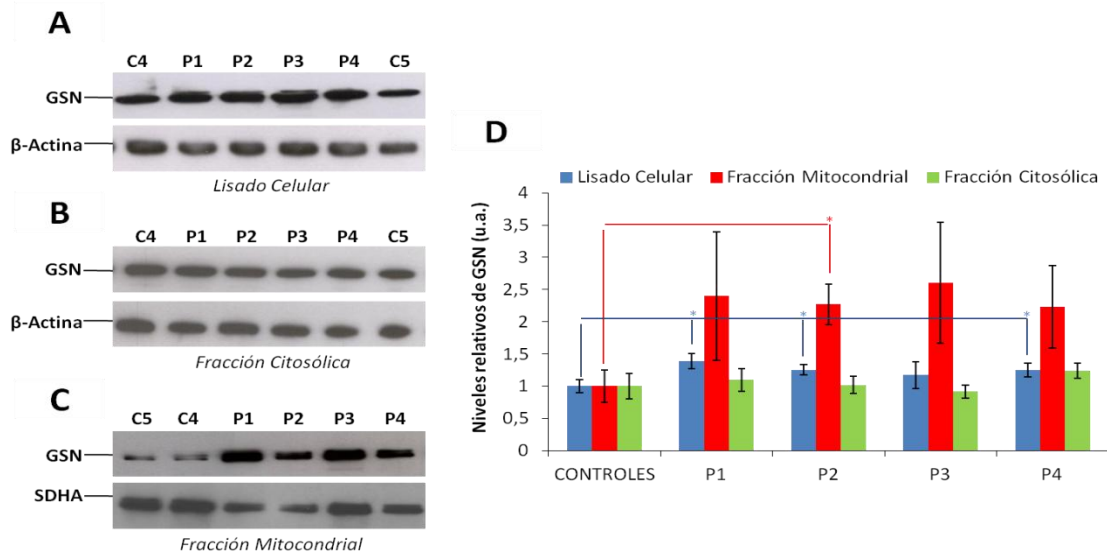 A
C4 P1 P2 P3 P4 C5
GSN
β-Actina
Lisado Celular
B
C4 P1 P2 P3 P4 C5
GSN
β-Actina
Fracción Citosólica
C
C5 C4 P1 P2 P3 P4
GSN
SDHA
Fracción Mitocondrial
D
Lisado Celular Fracción Mitocondrial Fracción Citosólica
Niveles relativos de GSN (u.a.)
4
3,5
3
2,5
2
1,5
1
0,5
0
* 
* * *
CONTROLES P1 P2 P3 P4